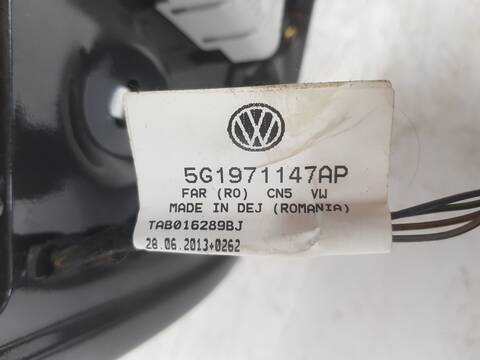 5G1971147AP
FAR (RO) CN5 VW
MADE IN DEJ (ROMANIA)
TAB016289BJ
28.06.2013*0262